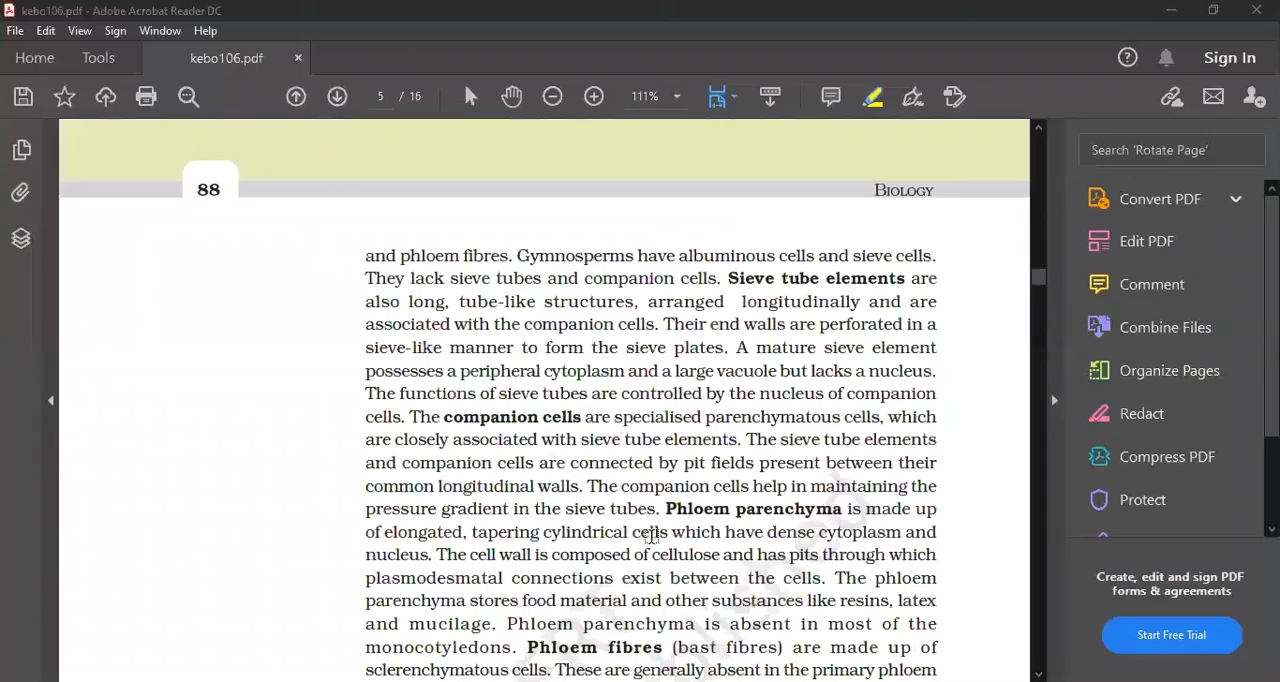 kebo106.pdf - Adobe Acrobat Reader DC
File Edit View Sign Window Help
Home Tools kebo106.pdf × Sign In
5 / 16 111%
Search 'Rotate Page'
Convert PDF
Edit PDF
Comment
Combine Files
Organize Pages
Redact
Compress PDF
Protect
Create, edit and sign PDF
forms & agreements
Start Free Trial
88 BIOLOGY
and phloem fibres. Gymnosperms have albuminous cells and sieve cells.
They lack sieve tubes and companion cells. Sieve tube elements are
also long, tube-like structures, arranged longitudinally and are
associated with the companion cells. Their end walls are perforated in a
sieve-like manner to form the sieve plates. A mature sieve element
possesses a peripheral cytoplasm and a large vacuole but lacks a nucleus.
The functions of sieve tubes are controlled by the nucleus of companion
cells. The companion cells are specialised parenchymatous cells, which
are closely associated with sieve tube elements. The sieve tube elements
and companion cells are connected by pit fields present between their
common longitudinal walls. The companion cells help in maintaining the
pressure gradient in the sieve tubes. Phloem parenchyma is made up
of elongated, tapering cylindrical cells which have dense cytoplasm and
nucleus. The cell wall is composed of cellulose and has pits through which
plasmodesmatal connections exist between the cells. The phloem
parenchyma stores food material and other substances like resins, latex
and mucilage. Phloem parenchyma is absent in most of the
monocotyledons. Phloem fibres (bast fibres) are made up of
sclerenchymatous cells. These are generally absent in the primary phloem